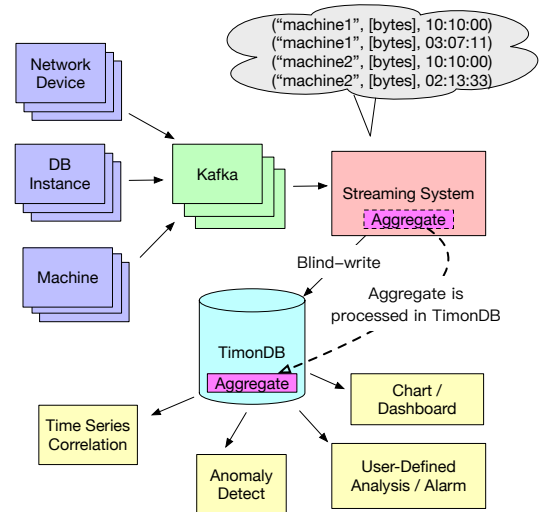 (“machine1”, [bytes], 10:10:00)
(“machine1”, [bytes], 03:07:11)
(“machine2”, [bytes], 10:10:00)
(“machine2”, [bytes], 02:13:33)
Network
Device
DB
Instance
Machine
Kafka
Streaming System
Aggregate
Blind–write
Aggregate is
processed in TimonDB
TimonDB
Aggregate
Time Series
Correlation
Anomaly
Detect
User-Defined
Analysis / Alarm
Chart /
Dashboard